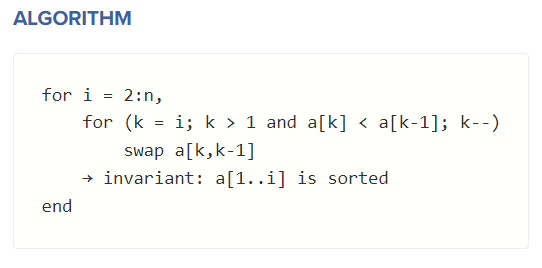 ALGORITHM
for i = 2:n,
    for (k = i; k > 1 and a[k] < a[k-1]; k--)
        swap a[k,k-1]
    → invariant: a[1..i] is sorted
end